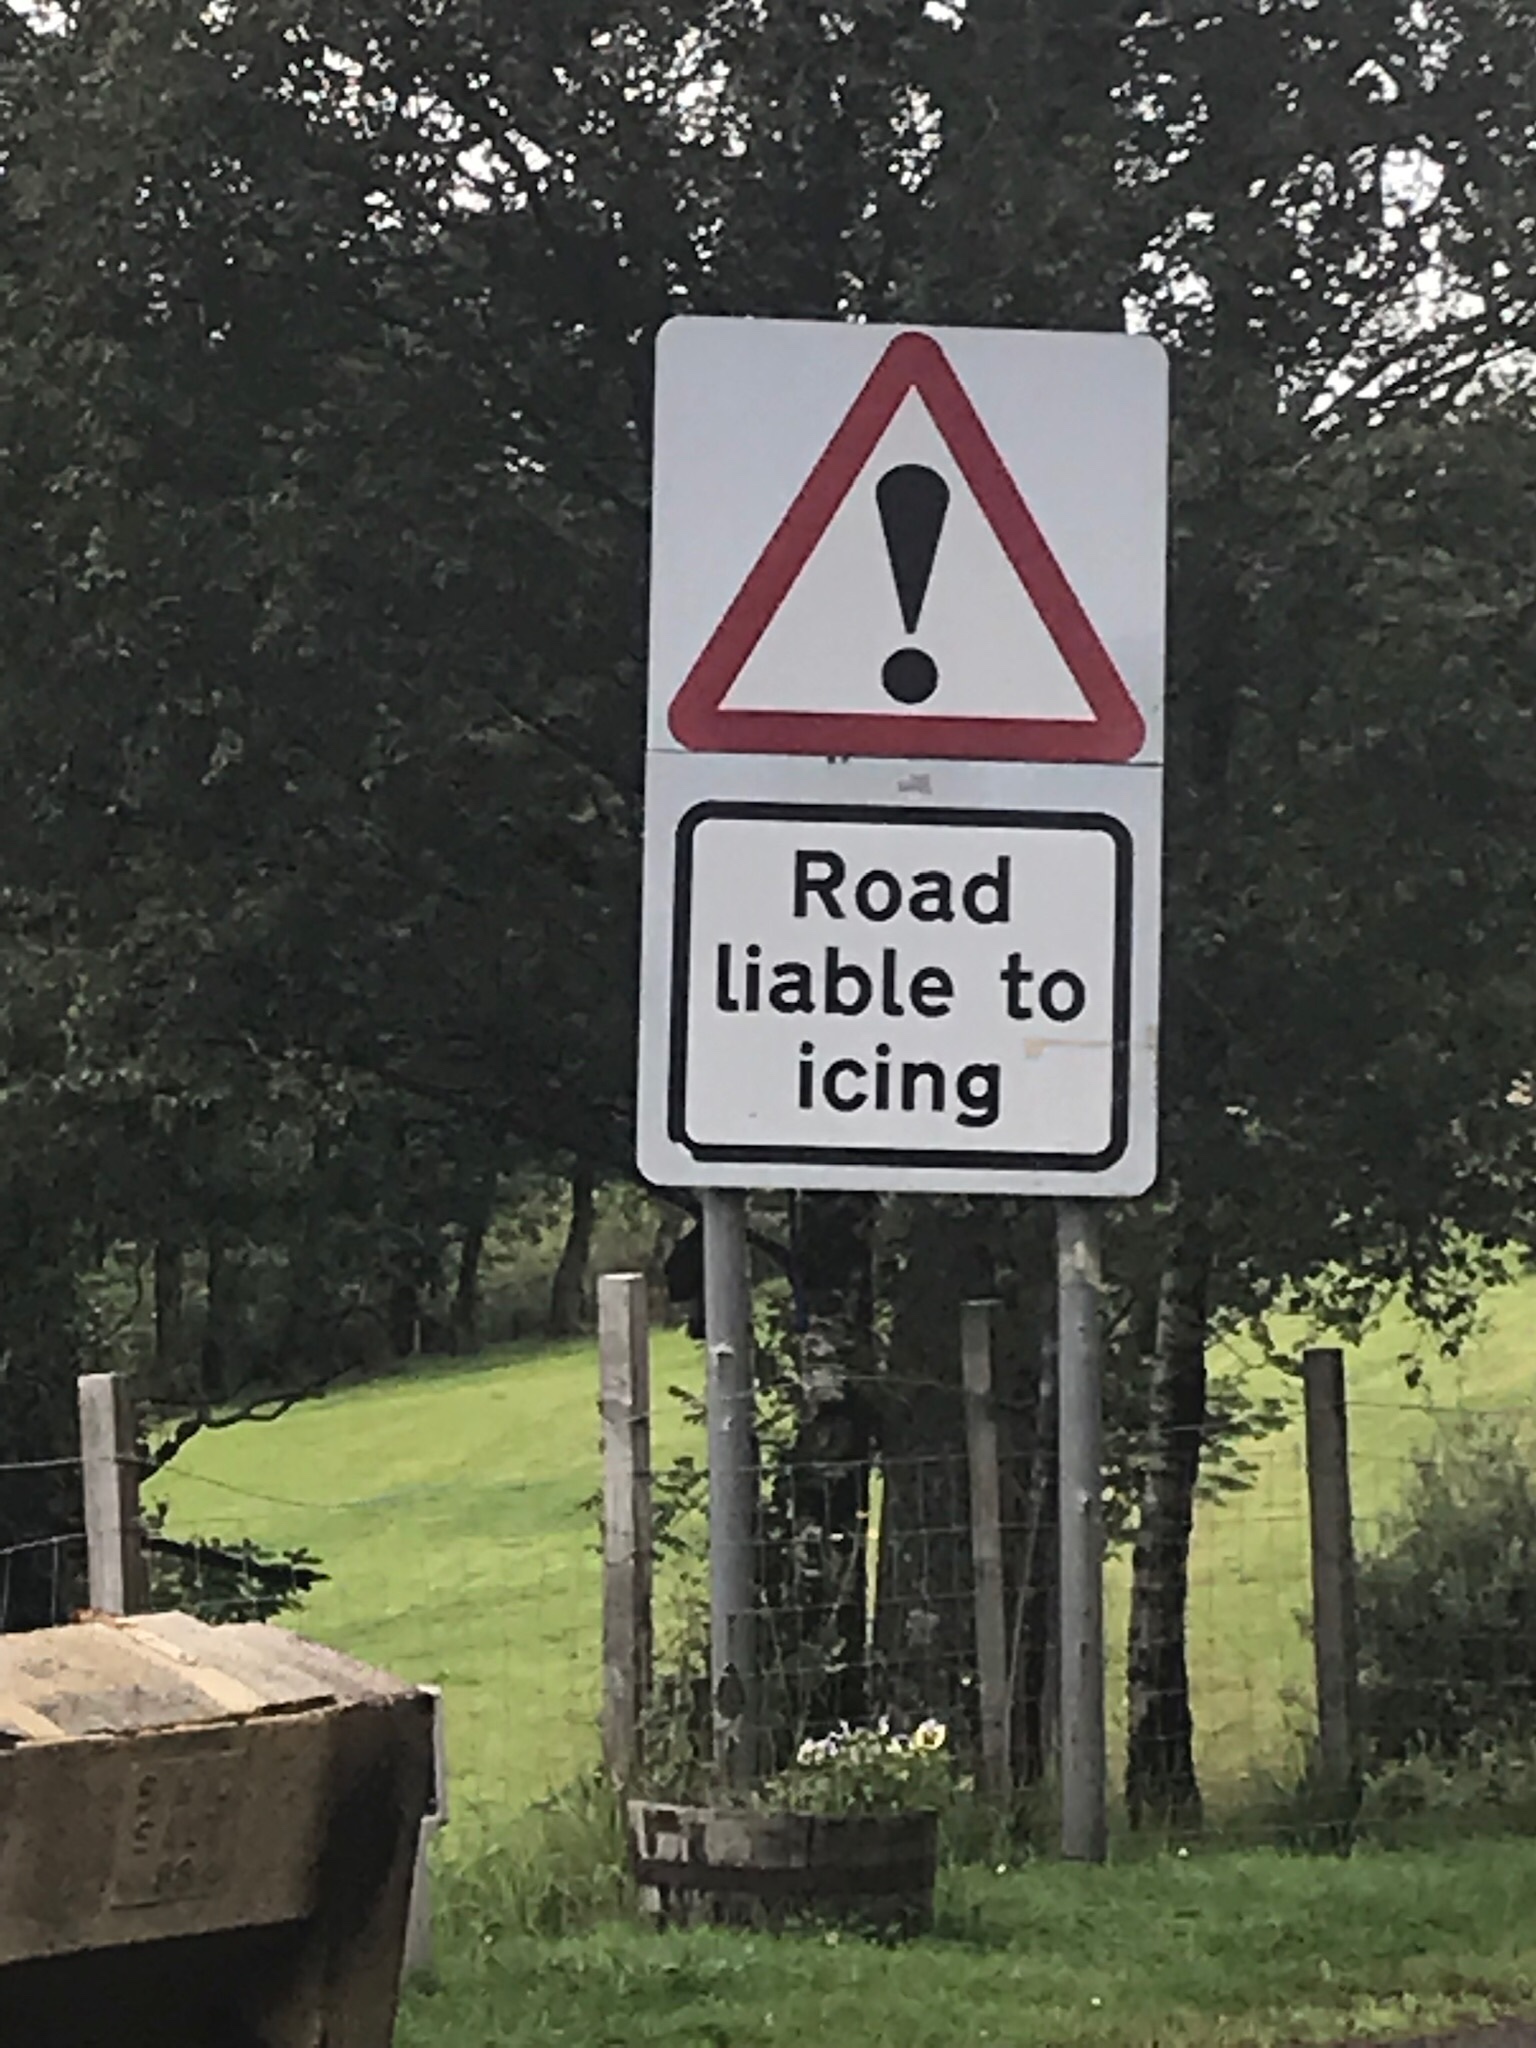 !
Road
liable to
icing